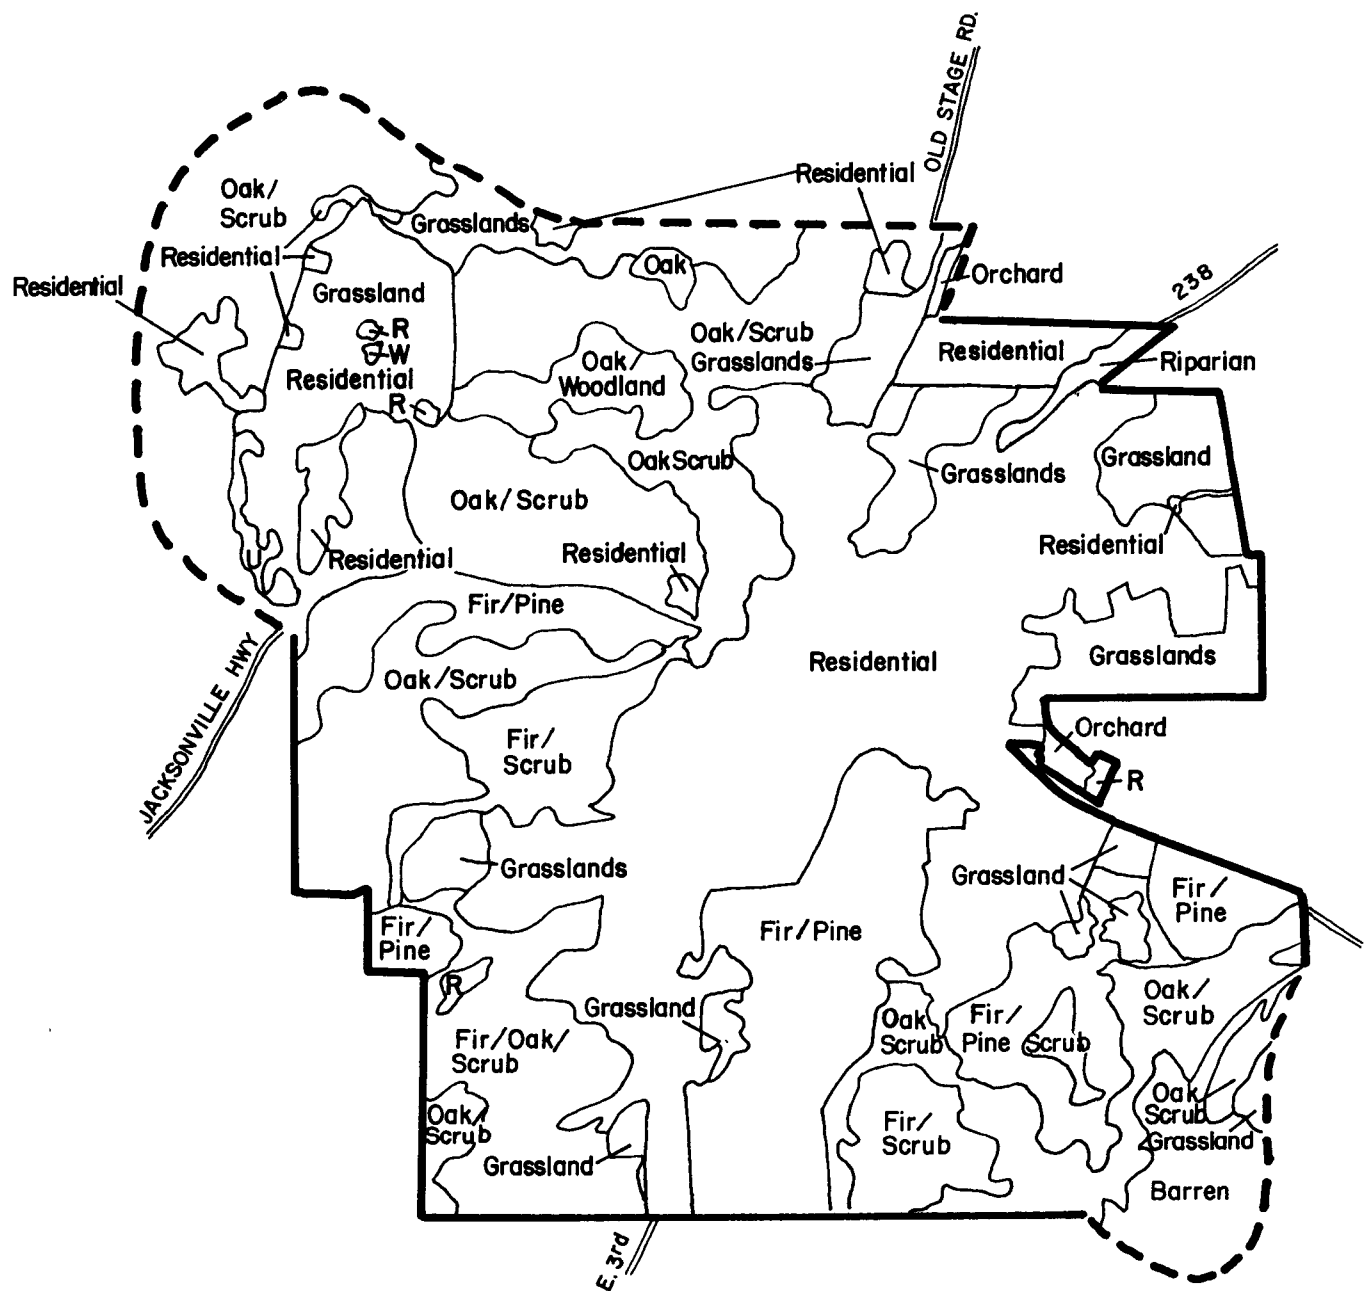 OLD STAGE RD.
Residential
Oak/
Scrub
Grasslands
Residential
Oak
Orchard
238
Residential
Grassland
R
W
Residential
R
Oak/Scrub
Grasslands
Residential
Riparian
Oak/
Woodland
Oak Scrub
Grasslands
Grassland
Oak/Scrub
Residential
Residential
Residential
Fir/Pine
Grasslands
Residential
JACKSONVILLE HWY
Oak/Scrub
Orchard
Fir/
Scrub
R
Grasslands
Grassland
Fir/
Pine
Fir/
Pine
Fir/Pine
R
Grassland
Oak
Scrub
Fir/
Pine
Scrub
Oak/
Scrub
Fir/Oak/
Scrub
Oak/
Scrub
Grassland
Fir/
Scrub
Oak
Scrub
Grassland
Barren
E. 3rd